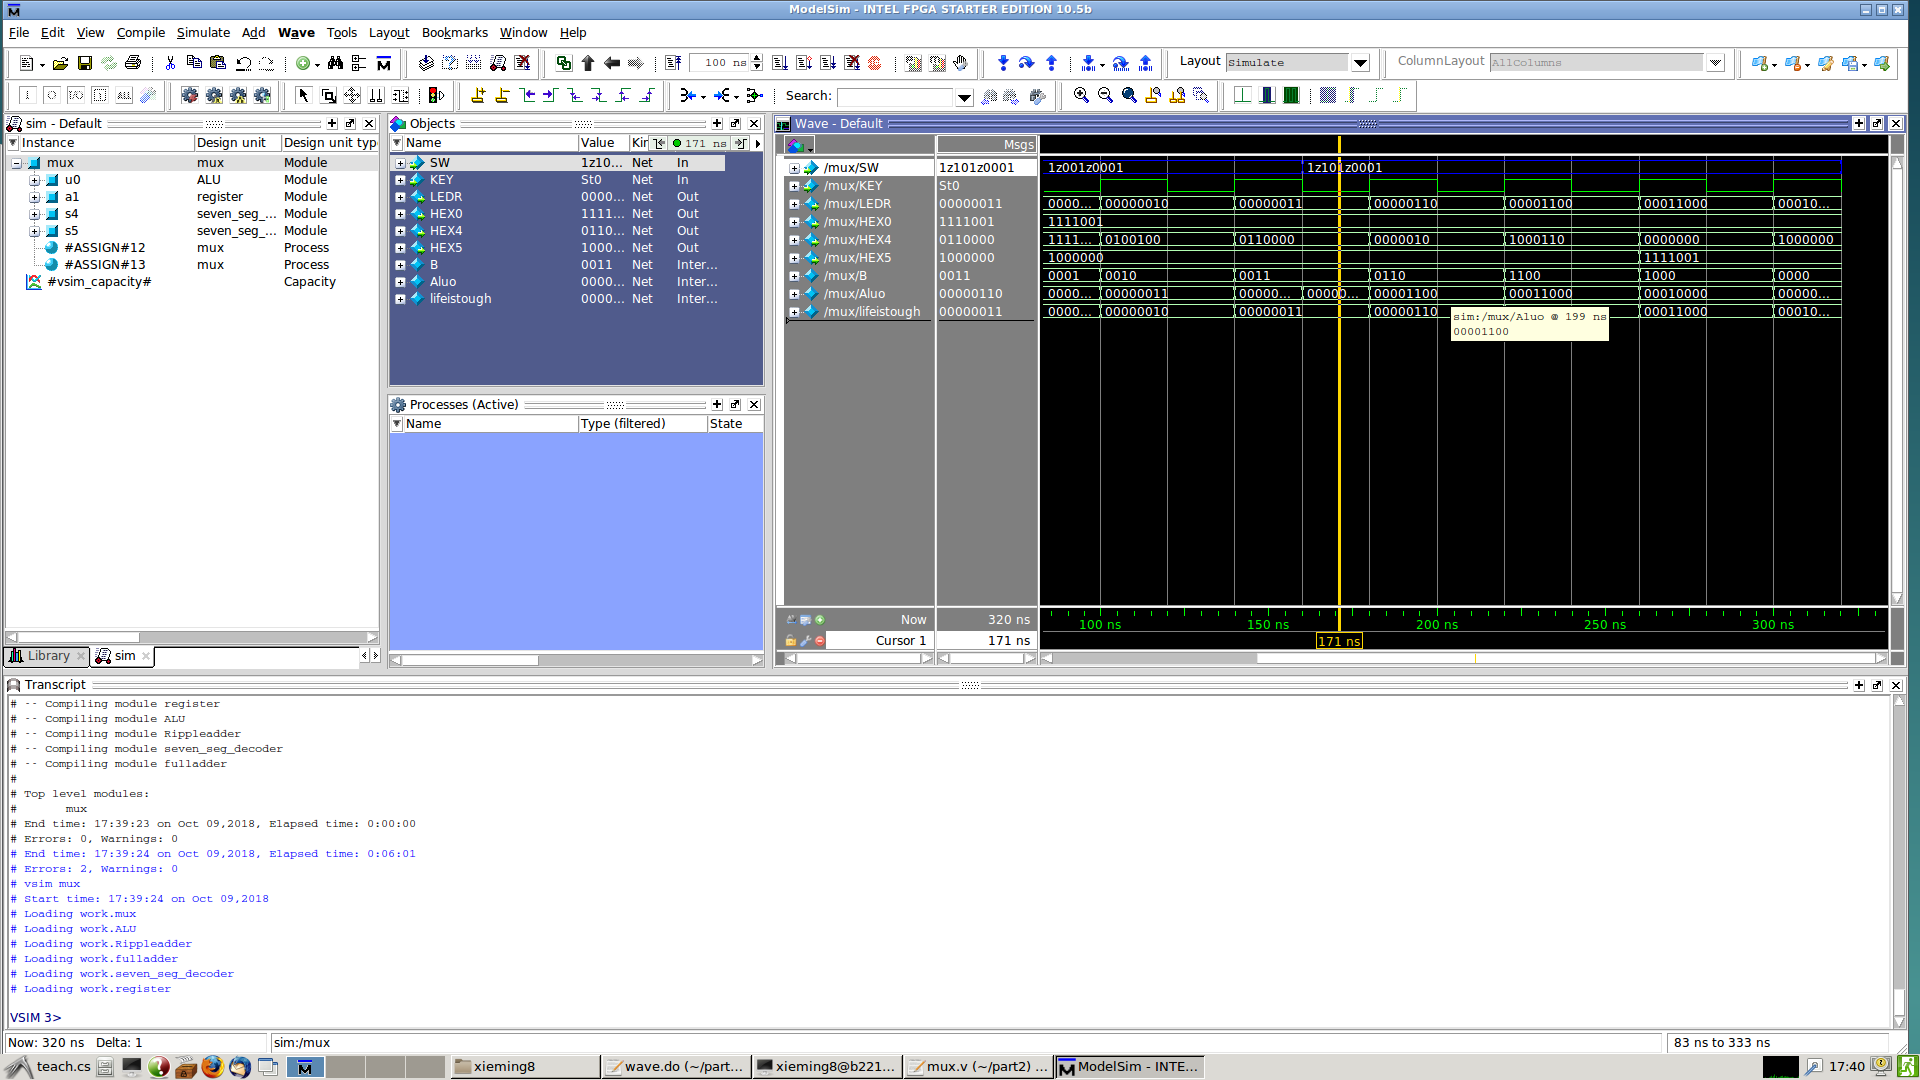 ModelSim - INTEL FPGA STARTER EDITION 10.5b
File Edit View Compile Simulate Add Wave Tools Layout Bookmarks Window Help
100 ns
Layout Simulate
ColumnLayout AllColumns
Search:
sim - Default
Instance Design unit Design unit type
mux mux Module
u0 ALU Module
a1 register Module
s4 seven_seg_... Module
s5 seven_seg_... Module
#ASSIGN#12 mux Process
#ASSIGN#13 mux Process
#vsim_capacity# Capacity
Library sim
Objects
Name Value Kin 171 ns
SW 1z10... Net In
KEY St0 Net In
LEDR 0000... Net Out
HEX0 1111... Net Out
HEX4 0110... Net Out
HEX5 1000... Net Out
B 0011 Net Inter...
Aluo 0000... Net Inter...
lifeistough 0000... Net Inter...
Processes (Active)
Name Type (filtered) State
Wave - Default
Msgs
/mux/SW 1z101z0001 1z001z0001 1z101z0001
/mux/KEY St0
/mux/LEDR 00000011 0000... 00000010 00000011 00000110 00001100 00011000 00010...
/mux/HEX0 1111001 1111001
/mux/HEX4 0110000 1111... 0100100 0110000 0000010 1000110 0000000 1000000
/mux/HEX5 1000000 1000000 1111001
/mux/B 0011 0001 0010 0011 0110 1100 1000 0000
/mux/Aluo 00000110 0000... 00000011 00000... 00000... 00001100 00011000 00010000 00000...
/mux/lifeistough 00000011 0000... 00000010 00000011 00000110 00011000 00010...
sim:/mux/Aluo @ 199 ns
00001100
Now 320 ns
100 ns 150 ns 200 ns 250 ns 300 ns
Cursor 1 171 ns 171 ns
Transcript
# -- Compiling module register
# -- Compiling module ALU
# -- Compiling module Rippleadder
# -- Compiling module seven_seg_decoder
# -- Compiling module fulladder
#
# Top level modules:
# mux
# End time: 17:39:23 on Oct 09,2018, Elapsed time: 0:00:00
# Errors: 0, Warnings: 0
# End time: 17:39:24 on Oct 09,2018, Elapsed time: 0:06:01
# Errors: 2, Warnings: 0
# vsim mux
# Start time: 17:39:24 on Oct 09,2018
# Loading work.mux
# Loading work.ALU
# Loading work.Rippleadder
# Loading work.fulladder
# Loading work.seven_seg_decoder
# Loading work.register
VSIM 3>
Now: 320 ns Delta: 1 sim:/mux 83 ns to 333 ns
teach.cs xieming8 wave.do (~/part... xieming8@b221... mux.v (~/part2) ... ModelSim - INTE... 17:40